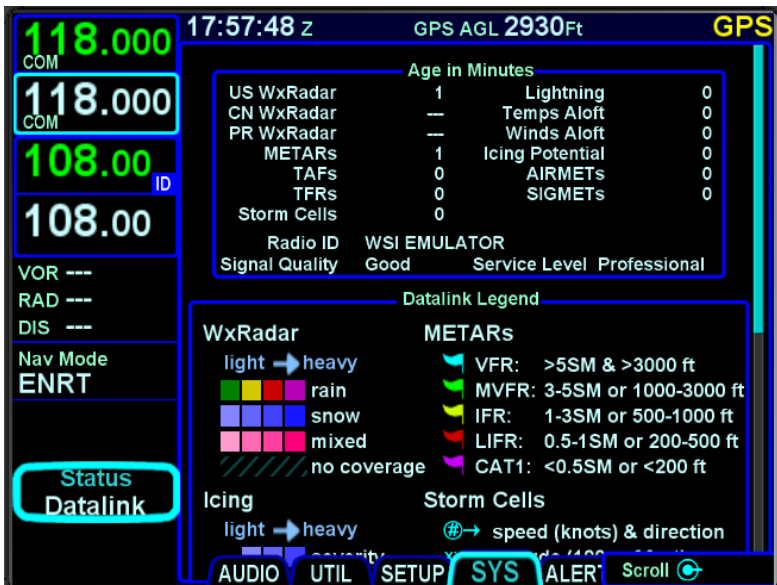 118.000
COM
118.000
COM
108.00
ID
108.00
VOR ---
RAD ---
DIS ---
Nav Mode
ENRT
Status
Datalink
17:57:48 Z GPS AGL 2930Ft GPS
Age in Minutes
US WxRadar 1 Lightning 0
CN WxRadar --- Temps Aloft 0
PR WxRadar --- Winds Aloft 0
METARs 1 Icing Potential 0
TAFs 0 AIRMETs 0
TFRs 0 SIGMETs 0
Storm Cells 0
Radio ID WSI EMULATOR
Signal Quality Good Service Level Professional
Datalink Legend
WxRadar METARs
light heavy VFR: >5SM & >3000 ft
rain MVFR: 3-5SM or 1000-3000 ft
snow IFR: 1-3SM or 500-1000 ft
mixed LIFR: 0.5-1SM or 200-500 ft
no coverage CAT1: <0.5SM or <200 ft
Icing Storm Cells
light heavy # → speed (knots) & direction
severity
AUDIO UTIL SETUP SYS ALERT Scroll